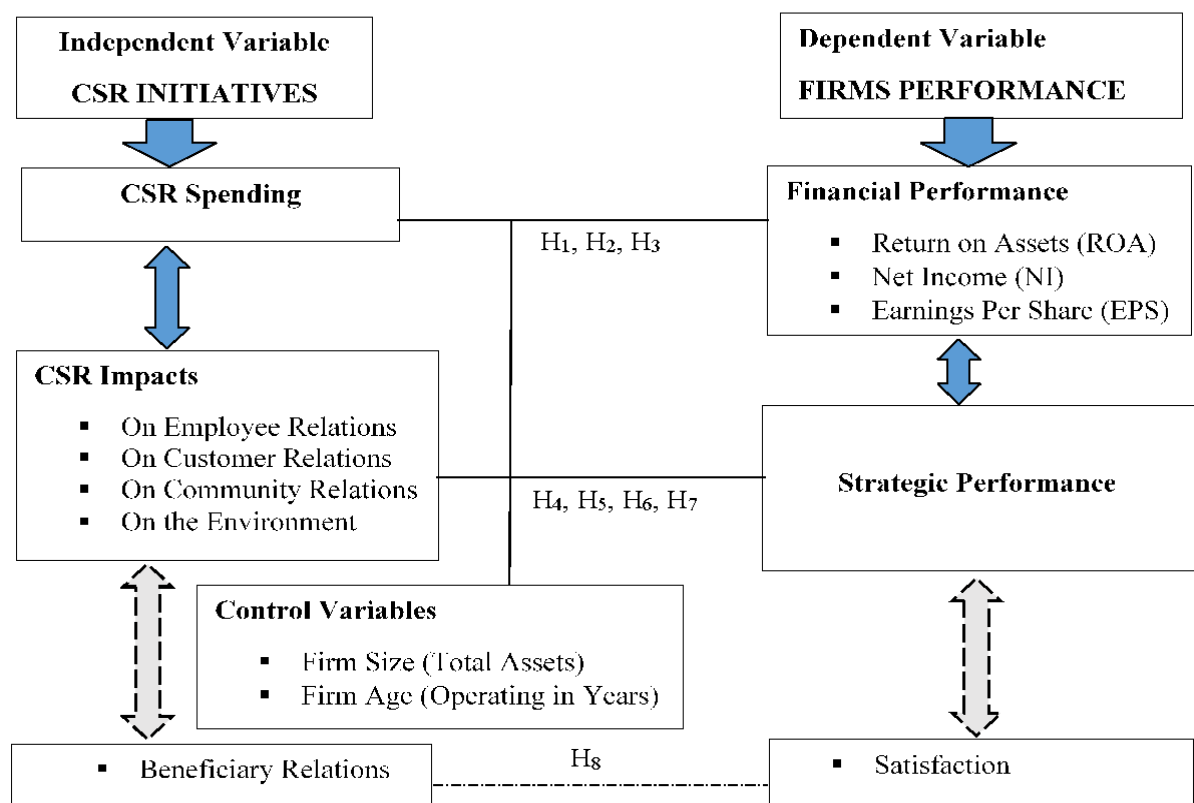 Independent Variable
CSR INITIATIVES
Dependent Variable
FIRMS PERFORMANCE
CSR Spending
Financial Performance
▪ Return on Assets (ROA)
▪ Net Income (NI)
▪ Earnings Per Share (EPS)
H₁, H₂, H₃
CSR Impacts
▪ On Employee Relations
▪ On Customer Relations
▪ On Community Relations
▪ On the Environment
Strategic Performance
H₄, H₅, H₆, H₇
Control Variables
▪ Firm Size (Total Assets)
▪ Firm Age (Operating in Years)
▪ Beneficiary Relations
H₈
▪ Satisfaction